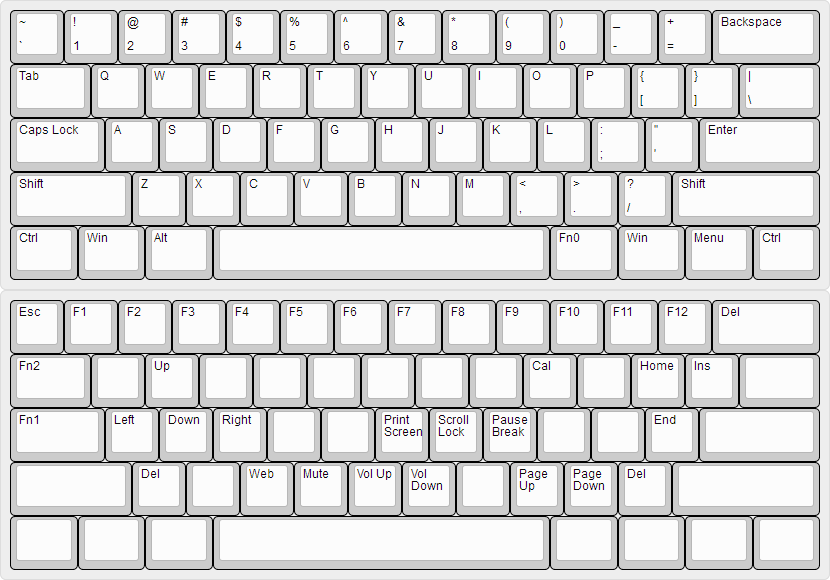 ~ ! @ # $ % ^ & * ( ) _ + Backspace
` 1 2 3 4 5 6 7 8 9 0 - =
Tab Q W E R T Y U I O P { } |
[ ] \
Caps Lock A S D F G H J K L : " Enter
; '
Shift Z X C V B N M < > ? Shift
, . /
Ctrl Win Alt Fn0 Win Menu Ctrl
Esc F1 F2 F3 F4 F5 F6 F7 F8 F9 F10 F11 F12 Del
Fn2 Up Cal Home Ins
Fn1 Left Down Right Print Scroll Pause End
Screen Lock Break
Del Web Mute Vol Up Vol Page Page Del
Down Up Down